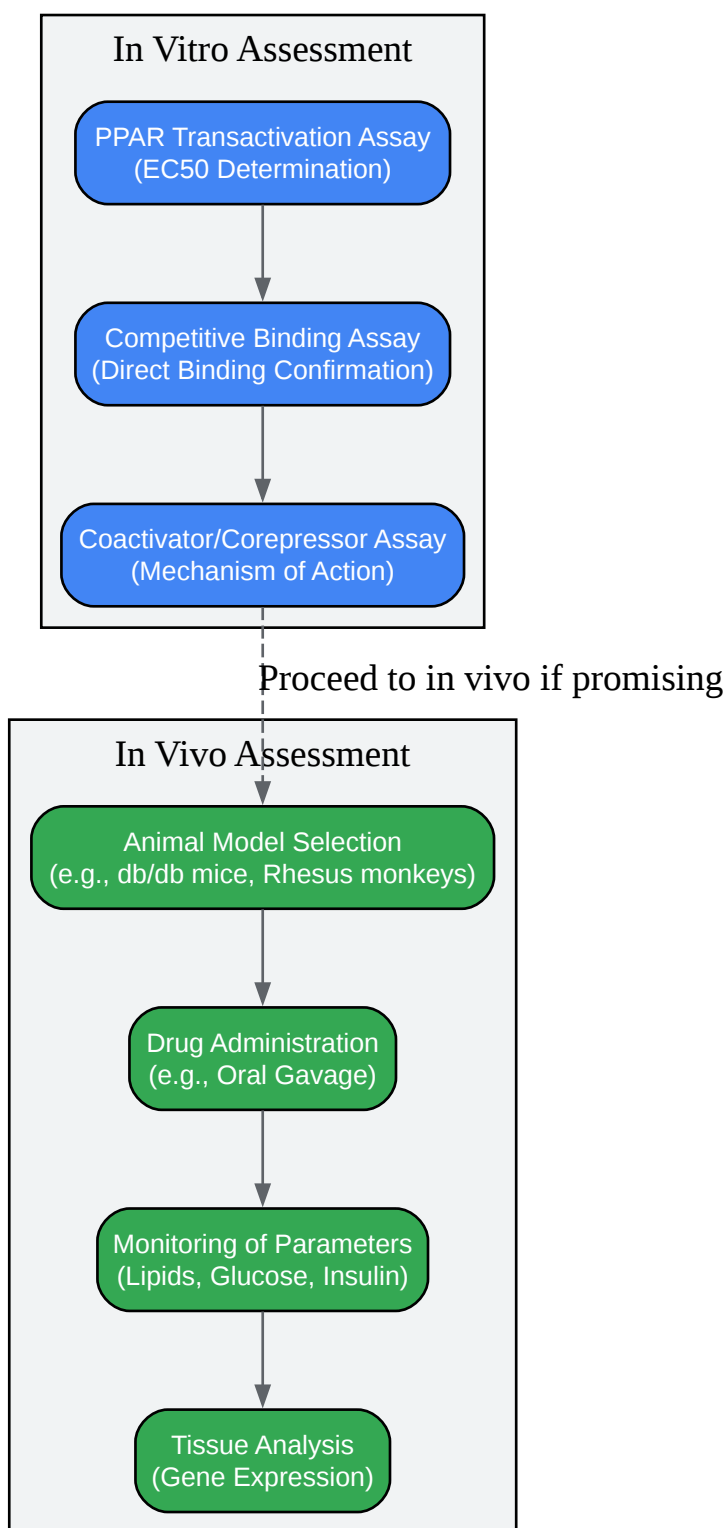 In Vitro Assessment
PPAR Transactivation Assay
(EC50 Determination)
Competitive Binding Assay
(Direct Binding Confirmation)
Coactivator/Corepressor Assay
(Mechanism of Action)
Proceed to in vivo if promising
In Vivo Assessment
Animal Model Selection
(e.g., db/db mice, Rhesus monkeys)
Drug Administration
(e.g., Oral Gavage)
Monitoring of Parameters
(Lipids, Glucose, Insulin)
Tissue Analysis
(Gene Expression)